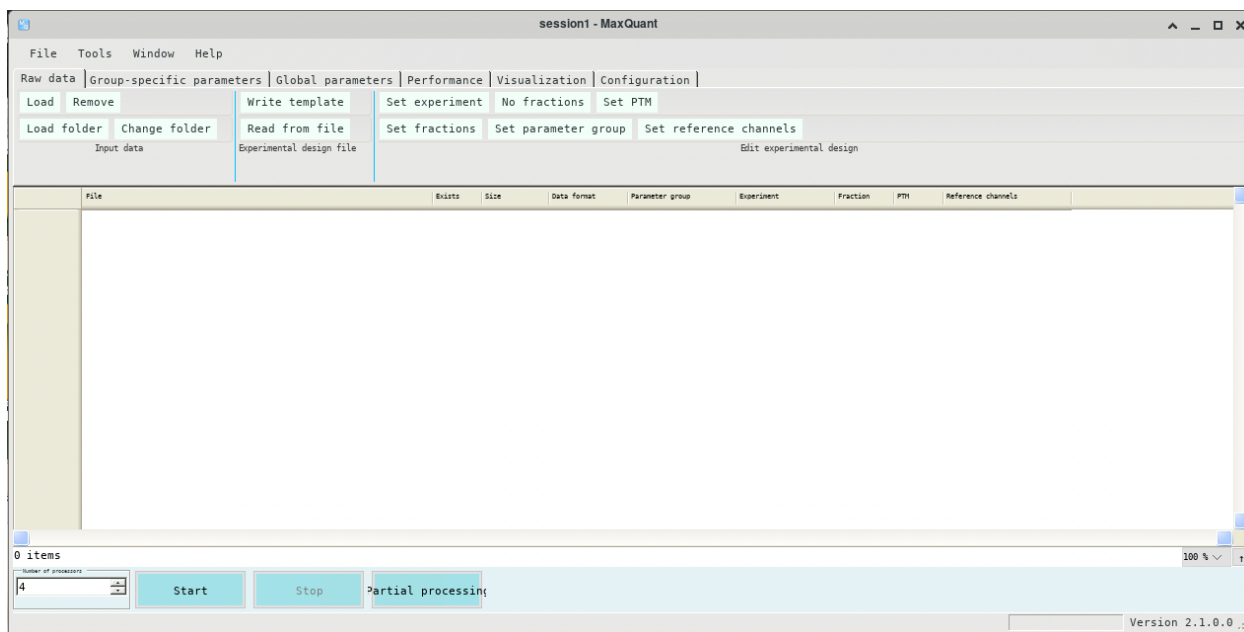 session1 - MaxQuant
File Tools Window Help
Raw data Group-specific parameters Global parameters Performance Visualization Configuration
Load Remove Write template Set experiment No fractions Set PTM
Load folder Change folder Read from file Set fractions Set parameter group Set reference channels
Input data Experimental design file Edit experimental design
File Exists Size Data format Parameter group Experiment Fraction PTM Reference channels
0 items 100 %
Number of processors
4 Start Stop Partial processing
Version 2.1.0.0